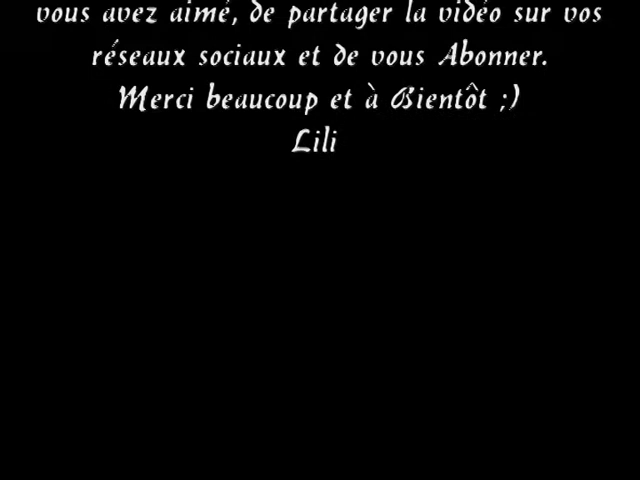 vous avez aimé, de partager la vidéo sur vos
réseaux sociaux et de vous Abonner.
Merci beaucoup et à Bientôt ;)
Lili